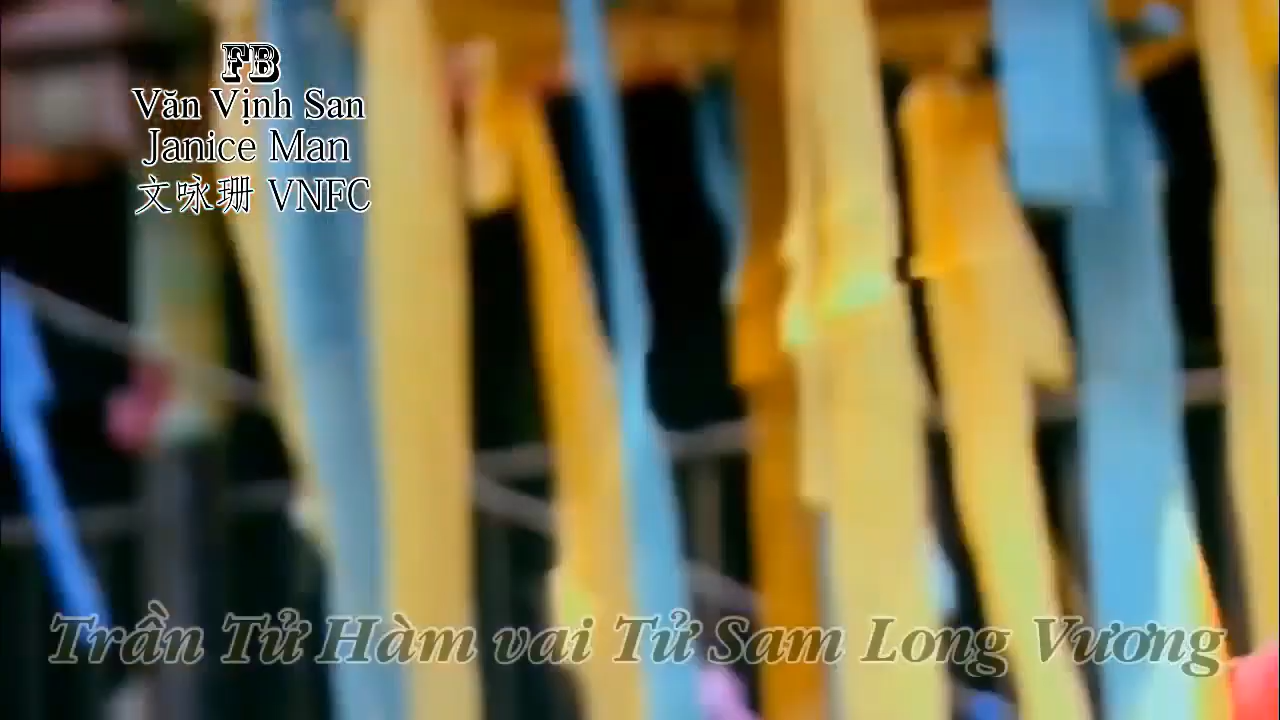 FB
Văn Vịnh San
Janice Man
文咏珊 VNFC
Trần Tử Hàm vai Tử Sam Long Vương